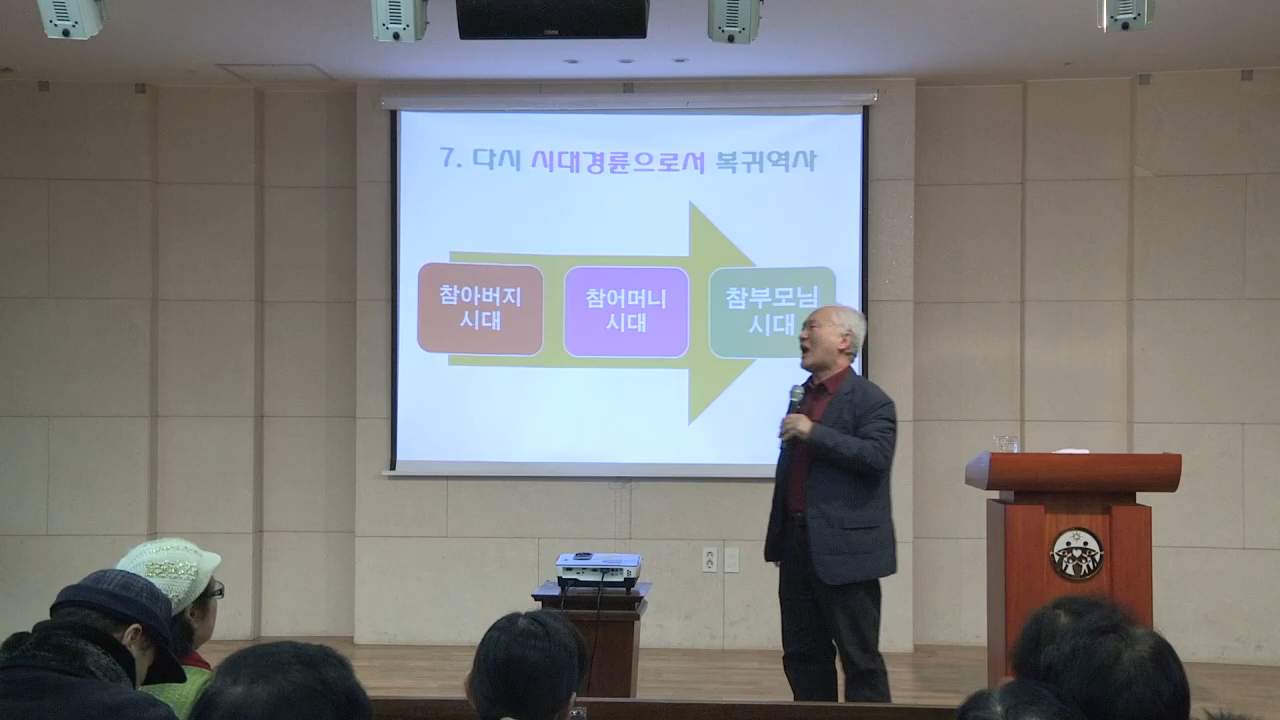 7. 다시 시대경륜으로서 복귀역사
참아버지
시대
참어머니
시대
참부모님
시대